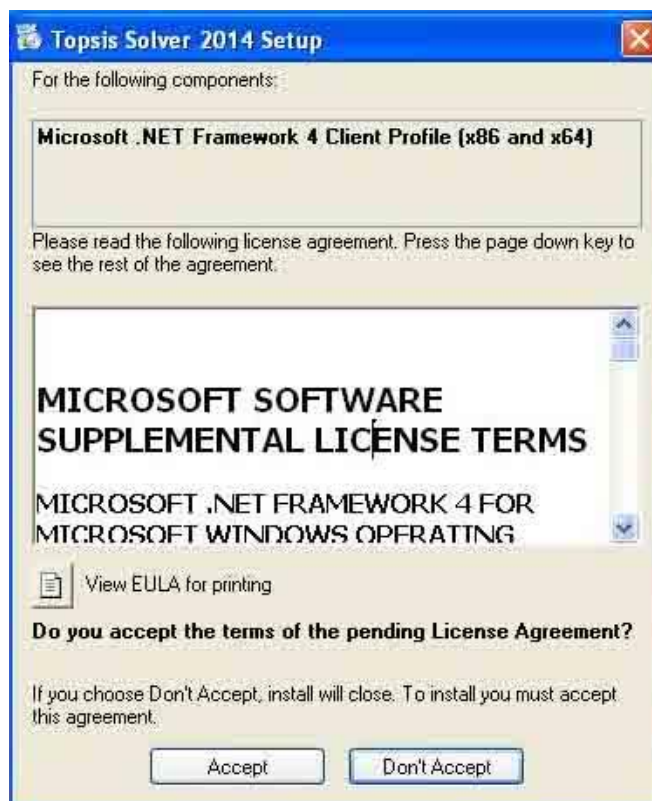 Topsis Solver 2014 Setup
For the following components:
Microsoft .NET Framework 4 Client Profile (x86 and x64)
Please read the following license agreement. Press the page down key to
see the rest of the agreement.
MICROSOFT SOFTWARE
SUPPLEMENTAL LICENSE TERMS
MICROSOFT .NET FRAMEWORK 4 FOR
MICROSOFT WINDOWS OPERATING
View EULA for printing
Do you accept the terms of the pending License Agreement?
If you choose Don't Accept, install will close. To install you must accept
this agreement.
Accept
Don't Accept